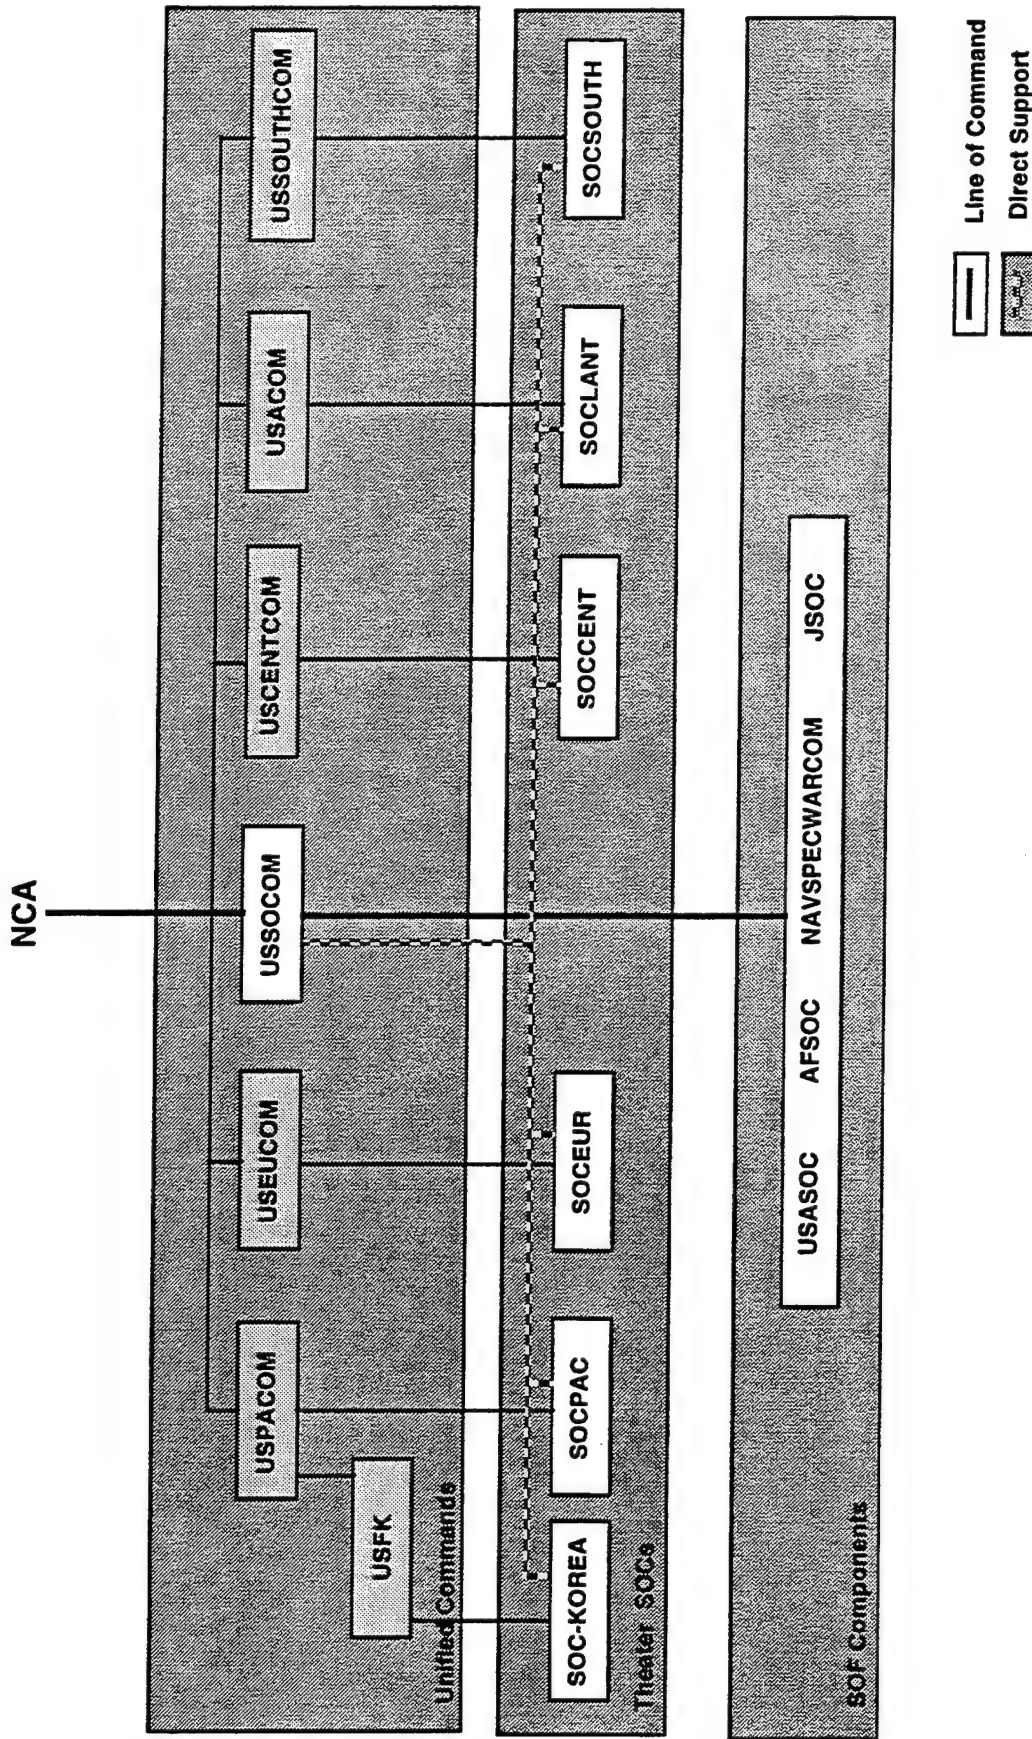 NCA
USPACOM
USEUCOM
USSOCOM
USCENTCOM
USACOM
USSOUTHCOM
USFK
Unified Commands
SOC-KOREA
SOCPAC
SOCEUR
SOCCENT
SOCLANT
SOCSOUTH
Theater SOCs
USASOC AFSOC NAVSPECWARCOM JSOC
SOF Components
Line of Command
Direct Support